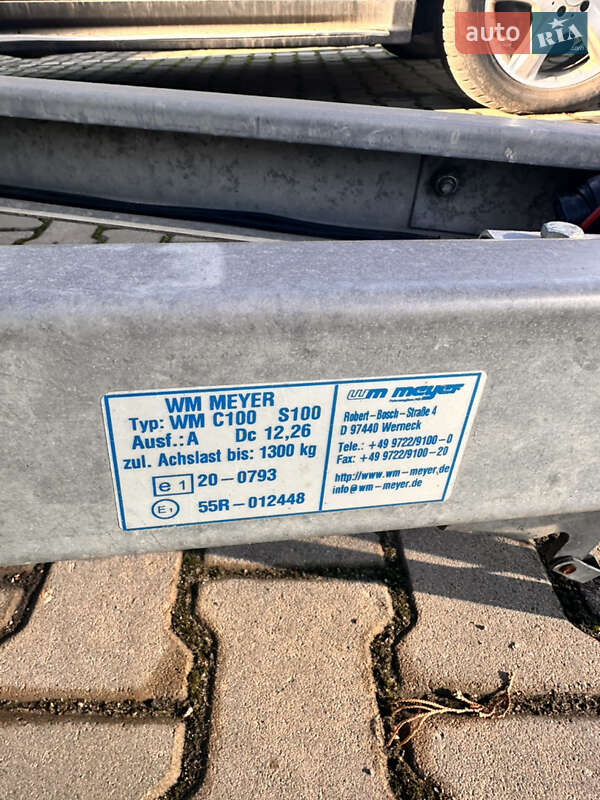 auto RIA
.com
WM MEYER
Typ: WM C100 S100
Ausf.: A Dc 12,26
zul. Achslast bis: 1300 kg
e 1 20-0793
E1 55R-012448
wm meyer
Robert-Bosch-Straße 4
D 97440 Werneck
Tele.: +49 9722/9100-0
Fax: +49 9722/9100-20
http://www.wm-meyer.de
info@wm-meyer.de